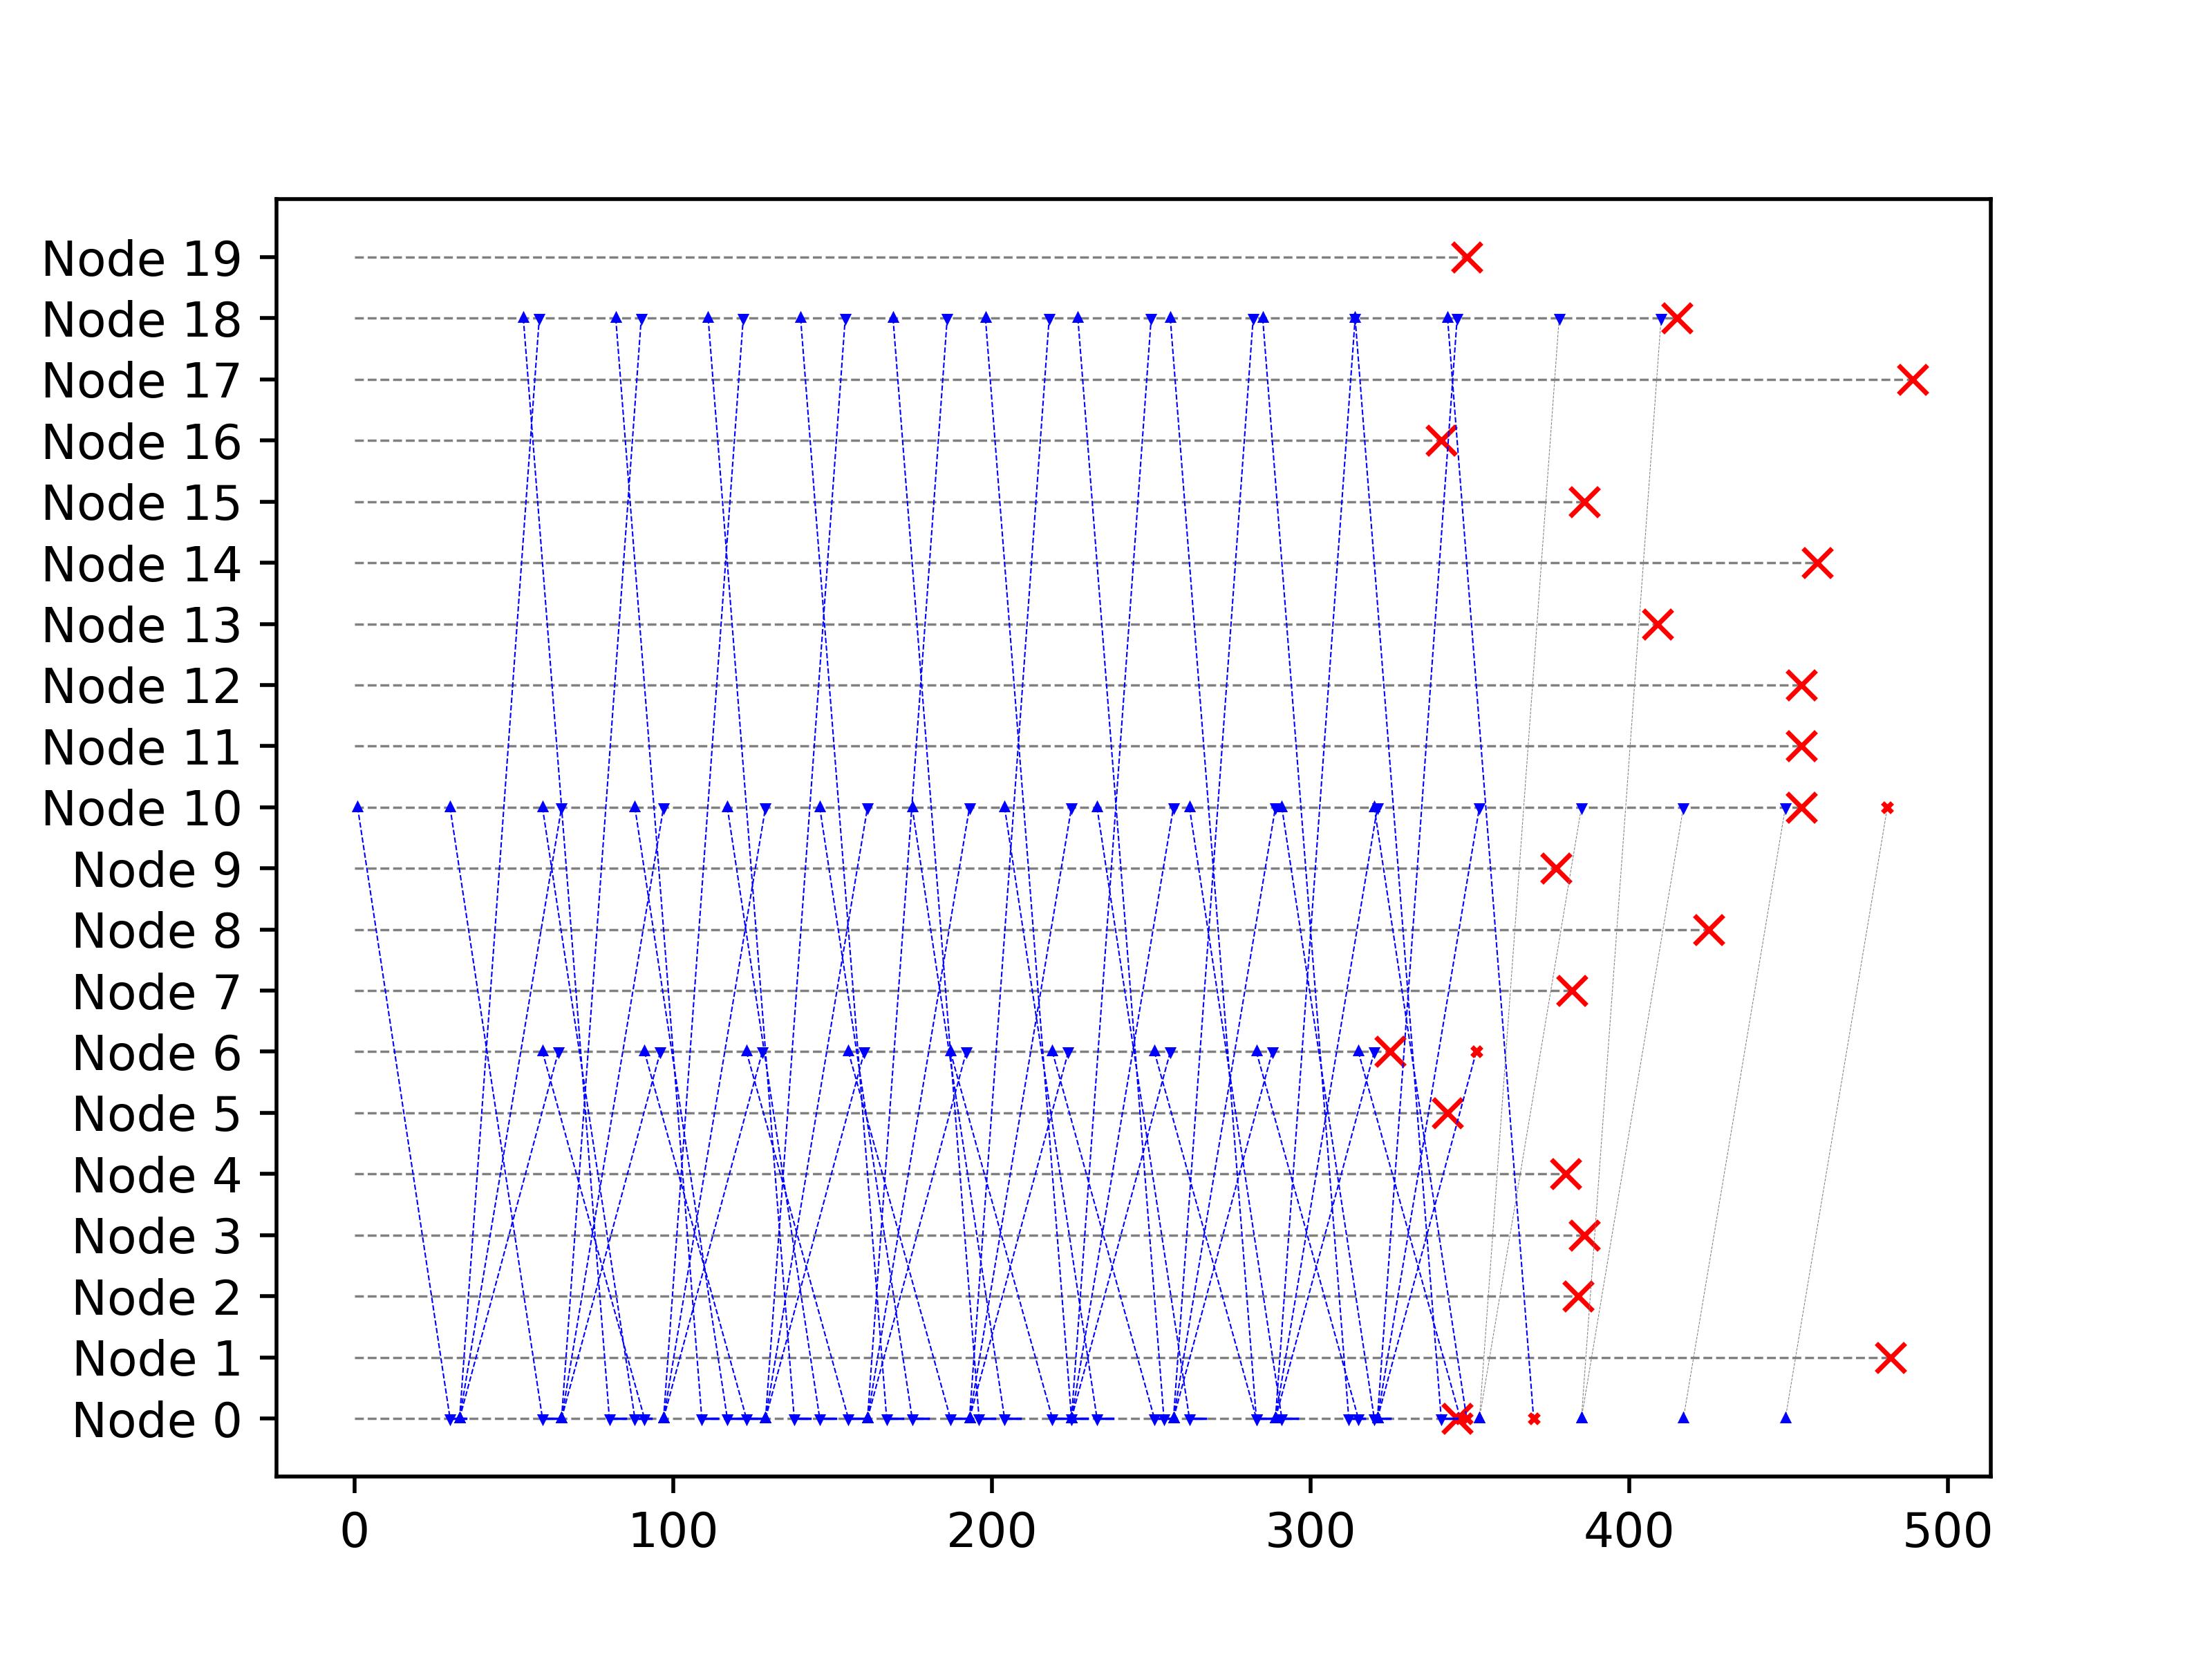 Node 19
Node 18
Node 17
Node 16
Node 15
Node 14
Node 13
Node 12
Node 11
Node 10
Node 9
Node 8
Node 7
Node 6
Node 5
Node 4
Node 3
Node 2
Node 1
Node 0
0 100 200 300 400 500